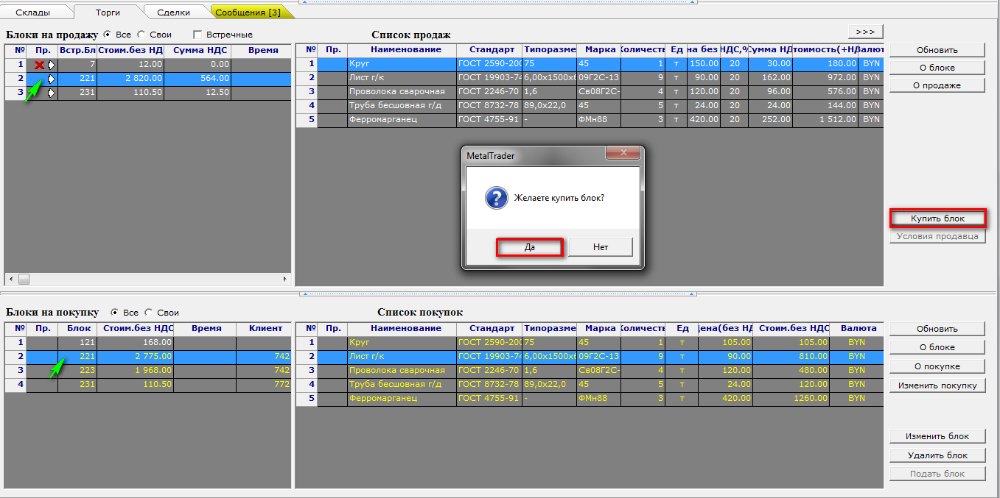 Склады Торги Сделки Сообщения [3]
Блоки на продажу Все Свои Встречные Список продаж >>>
№ Пр. Встр.Бл Стоим.без НД Сумма НДС Время
1 7 12.00 0.00
2 221 2 820.00 564.00
3 231 110.50 12.50
№ Пр. Наименование Стандарт Типоразме Марка Количеств Ед на без НДС,% Сумма НД тоимость(+НД Валют
1 Круг ГОСТ 2590-200 75 45 1 т 150.00 20 30.00 180.00 BYN
2 Лист г/к ГОСТ 19903-74 6,00х1500х6 09Г2С-13 9 т 90.00 20 162.00 972.00 BYN
3 Проволока сварочная ГОСТ 2246-70 1,6 Св08Г2С- 4 т 120.00 20 96.00 576.00 BYN
4 Труба бесшовная г/д ГОСТ 8732-78 89,0х22,0 45 5 т 24.00 20 24.00 144.00 BYN
5 Ферромарганец ГОСТ 4755-91 - ФМн88 3 т 420.00 20 252.00 1 512.00 BYN
Обновить
О блоке
О продаже
MetalTrader
Желаете купить блок?
Да Нет
Купить блок
Условия продавца
Блоки на покупку Все Свои Список покупок
№ Пр. Блок Стоим.без НДС Время Клиент
1 121 168.00
2 221 2 775.00 742
3 223 1 968.00 742
4 231 110.50 772
№ Пр. Наименование Стандарт Типоразме Марка Количеств Ед Цена(без НД Стоим.без НДС Валюта
1 Круг ГОСТ 2590-200 75 45 1 т 105.00 105.00 BYN
2 Лист г/к ГОСТ 19903-74 6,00х1500х6 09Г2С-13 9 т 90.00 810.00 BYN
3 Проволока сварочная ГОСТ 2246-70 1,6 Св08Г2С- 4 т 120.00 480.00 BYN
4 Труба бесшовная г/д ГОСТ 8732-78 89,0х22,0 45 5 т 24.00 120.00 BYN
5 Ферромарганец ГОСТ 4755-91 - ФМн88 3 т 420.00 1260.00 BYN
Обновить
О блоке
О покупке
Изменить покупку
Изменить блок
Удалить блок
Подать блок